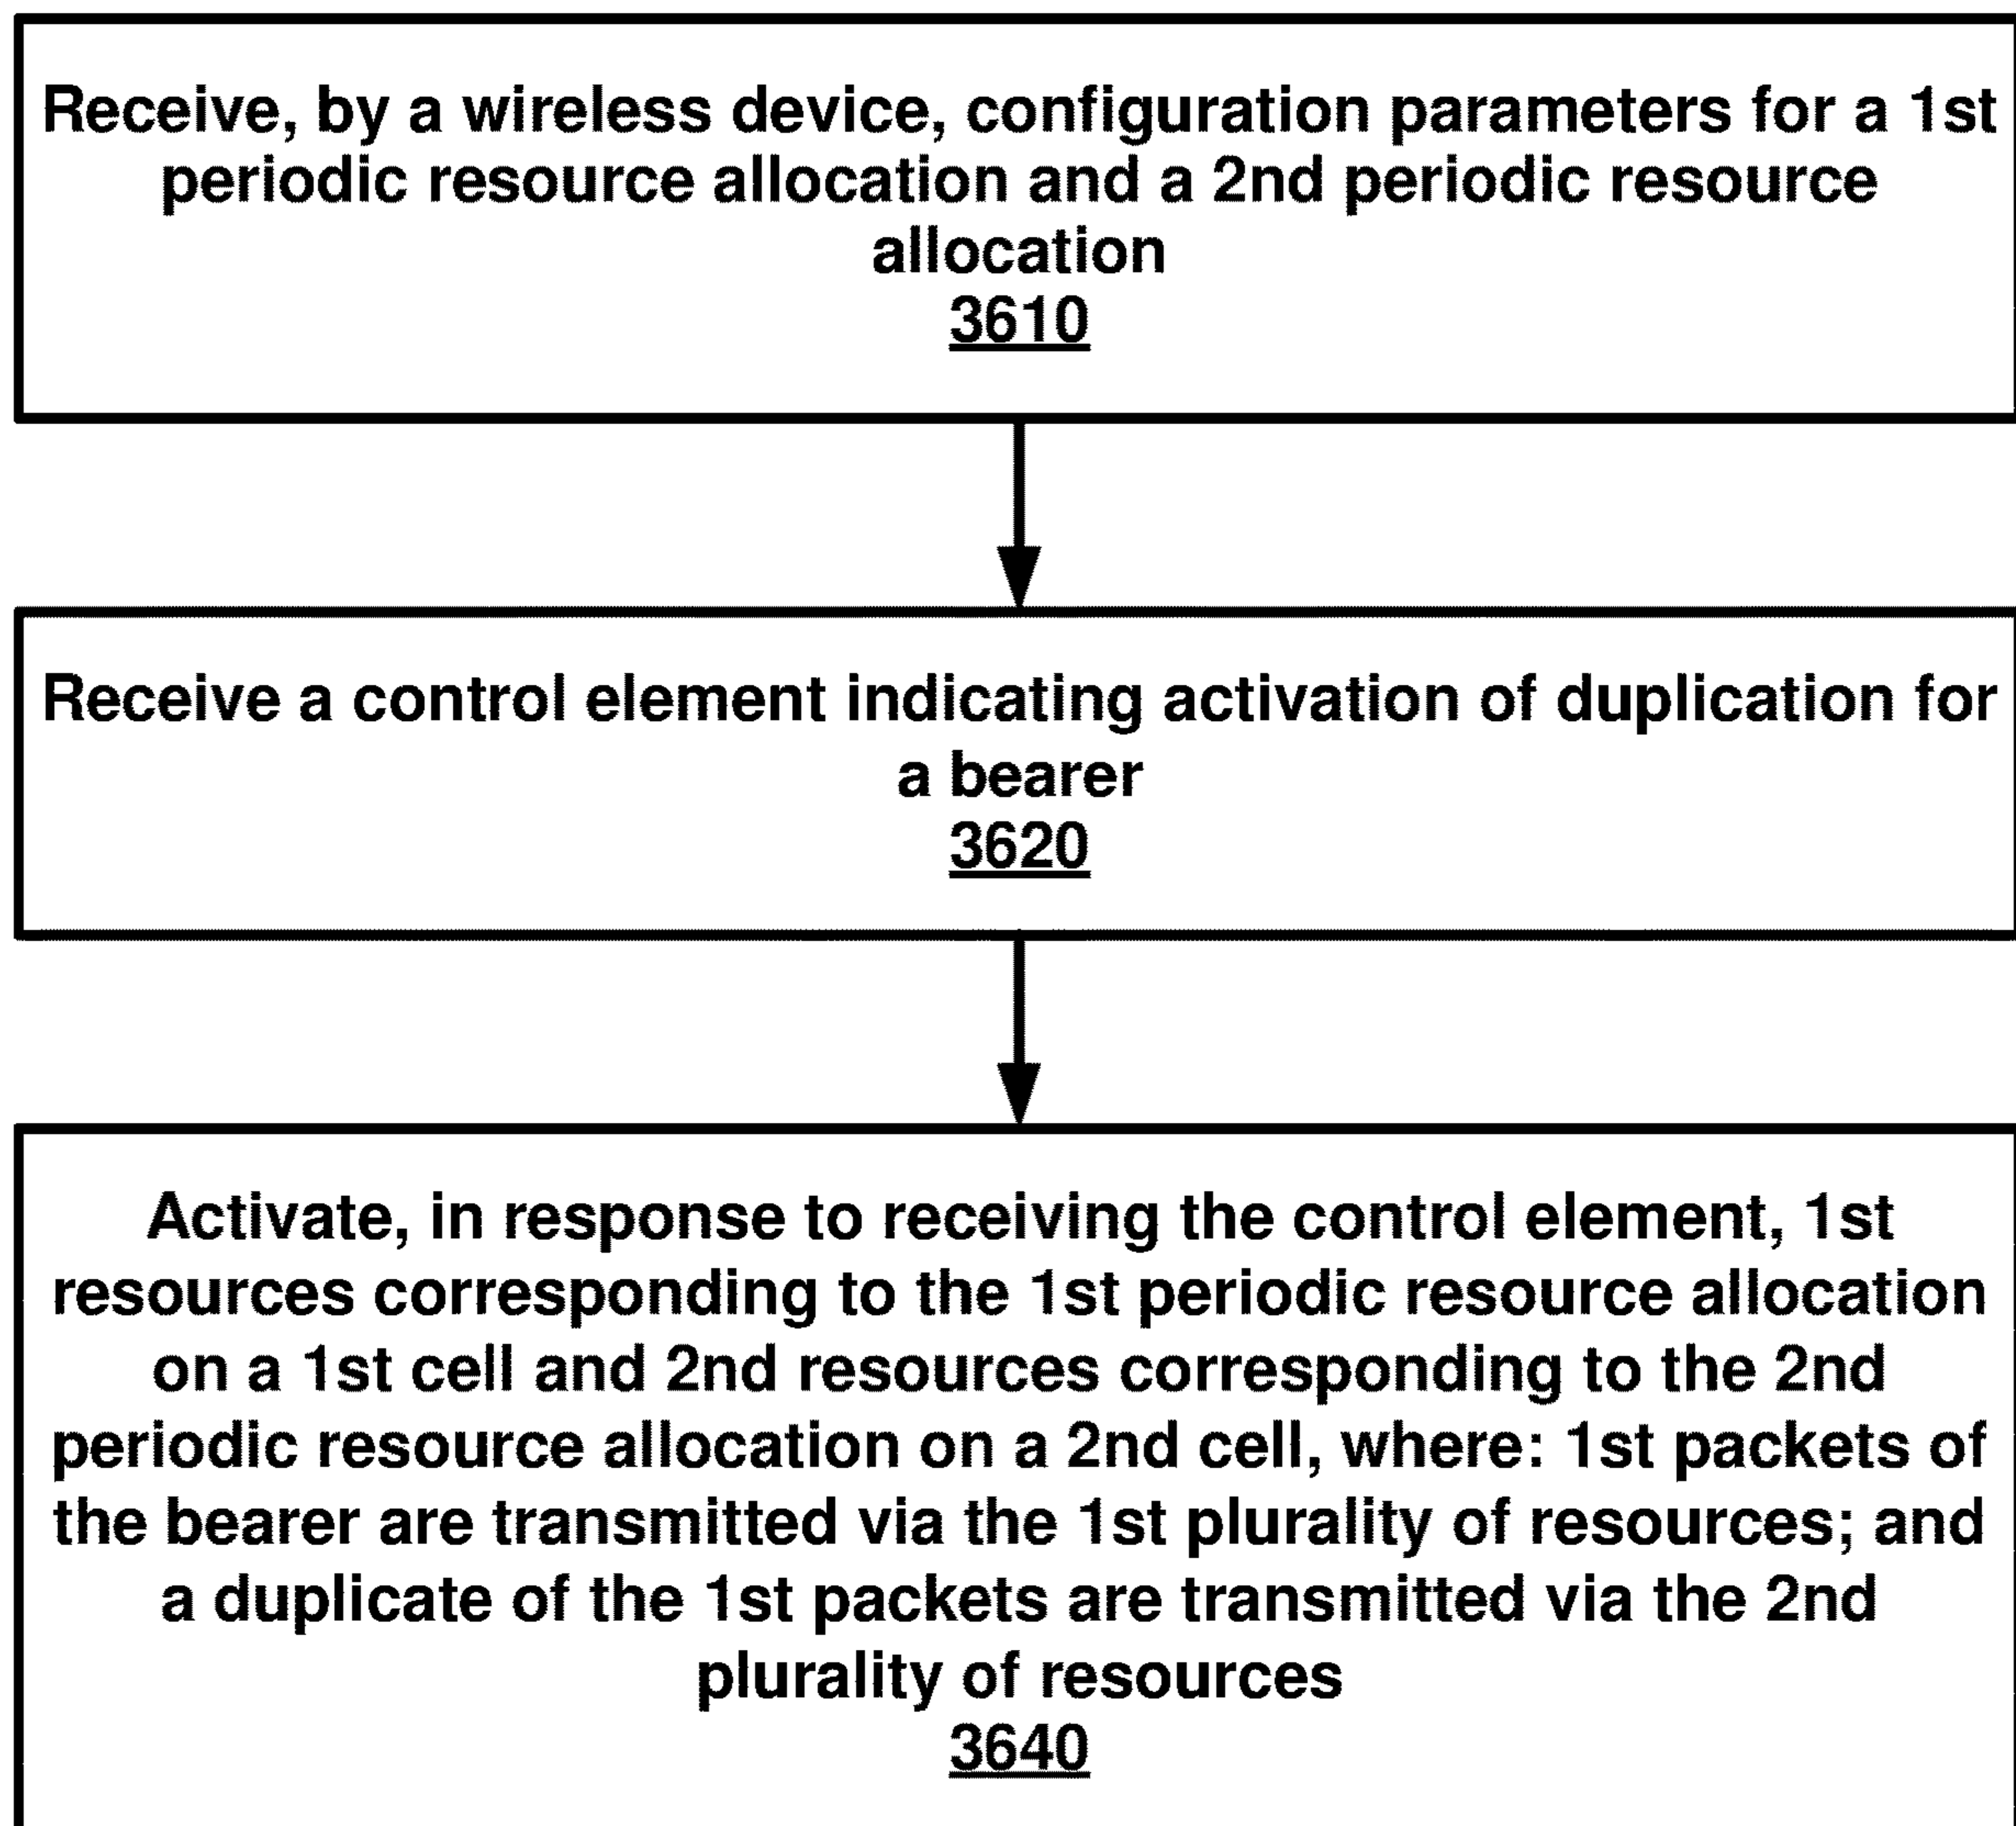 Receive, by a wireless device, configuration parameters for a 1st
periodic resource allocation and a 2nd periodic resource
allocation
3610
Receive a control element indicating activation of duplication for
a bearer
3620
Activate, in response to receiving the control element, 1st
resources corresponding to the 1st periodic resource allocation
on a 1st cell and 2nd resources corresponding to the 2nd
periodic resource allocation on a 2nd cell, where: 1st packets of
the bearer are transmitted via the 1st plurality of resources; and
a duplicate of the 1st packets are transmitted via the 2nd
plurality of resources
3640